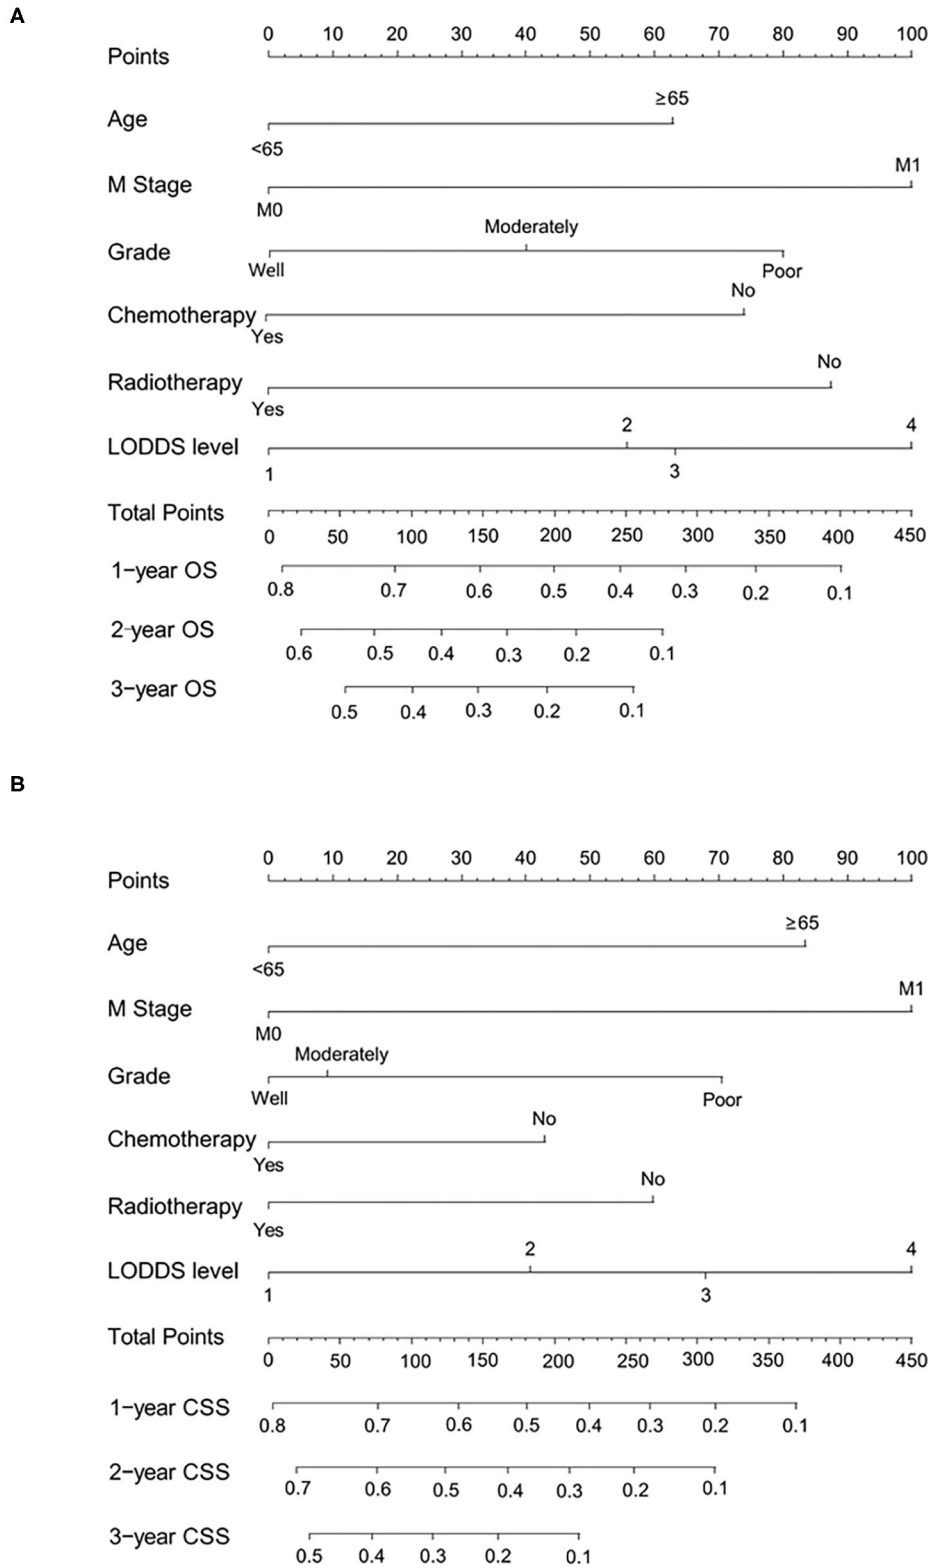 A
0 10 20 30 40 50 60 70 80 90 100
Points
≥65
Age
<65
M1
M Stage
M0
Moderately
Grade
Well Poor
No
Chemotherapy
Yes
No
Radiotherapy
Yes
2 4
LODDS level
1 3
Total Points
0 50 100 150 200 250 300 350 400 450
1−year OS
0.8 0.7 0.6 0.5 0.4 0.3 0.2 0.1
2-year OS
0.6 0.5 0.4 0.3 0.2 0.1
3−year OS
0.5 0.4 0.3 0.2 0.1
B
0 10 20 30 40 50 60 70 80 90 100
Points
≥65
Age
<65
M1
M Stage
M0
Moderately
Grade
Well Poor
No
Chemotherapy
Yes
No
Radiotherapy
Yes
2 4
LODDS level
1 3
Total Points
0 50 100 150 200 250 300 350 400 450
1−year CSS
0.8 0.7 0.6 0.5 0.4 0.3 0.2 0.1
2−year CSS
0.7 0.6 0.5 0.4 0.3 0.2 0.1
3−year CSS
0.5 0.4 0.3 0.2 0.1